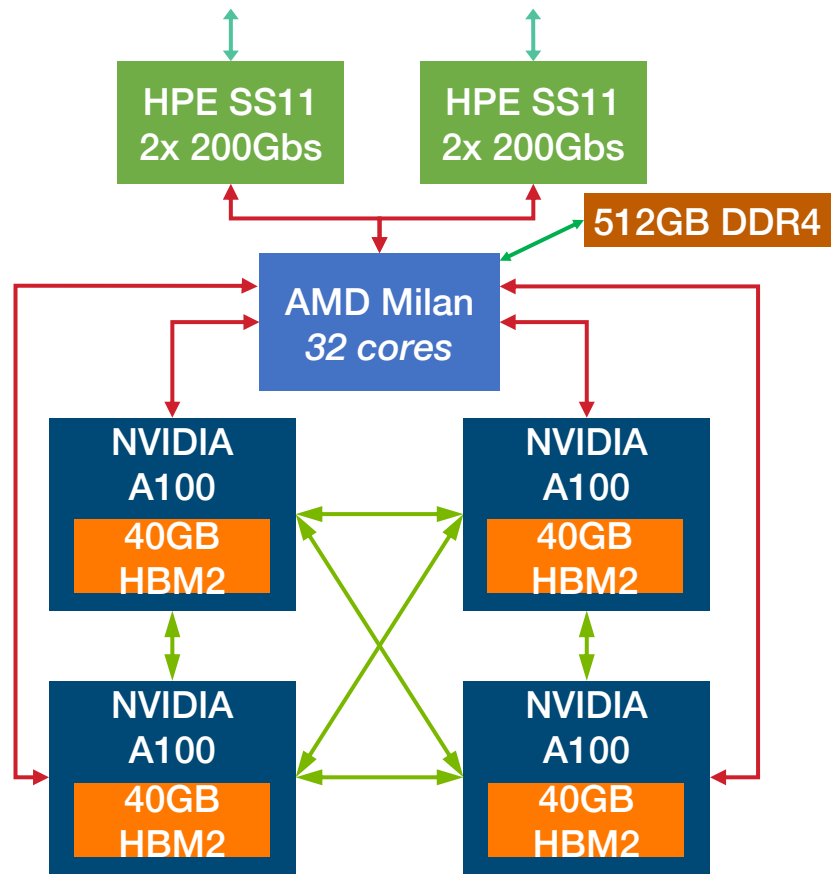 HPE SS11
2x 200Gbs
HPE SS11
2x 200Gbs
512GB DDR4
AMD Milan
32 cores
NVIDIA
A100
40GB
HBM2
NVIDIA
A100
40GB
HBM2
NVIDIA
A100
40GB
HBM2
NVIDIA
A100
40GB
HBM2